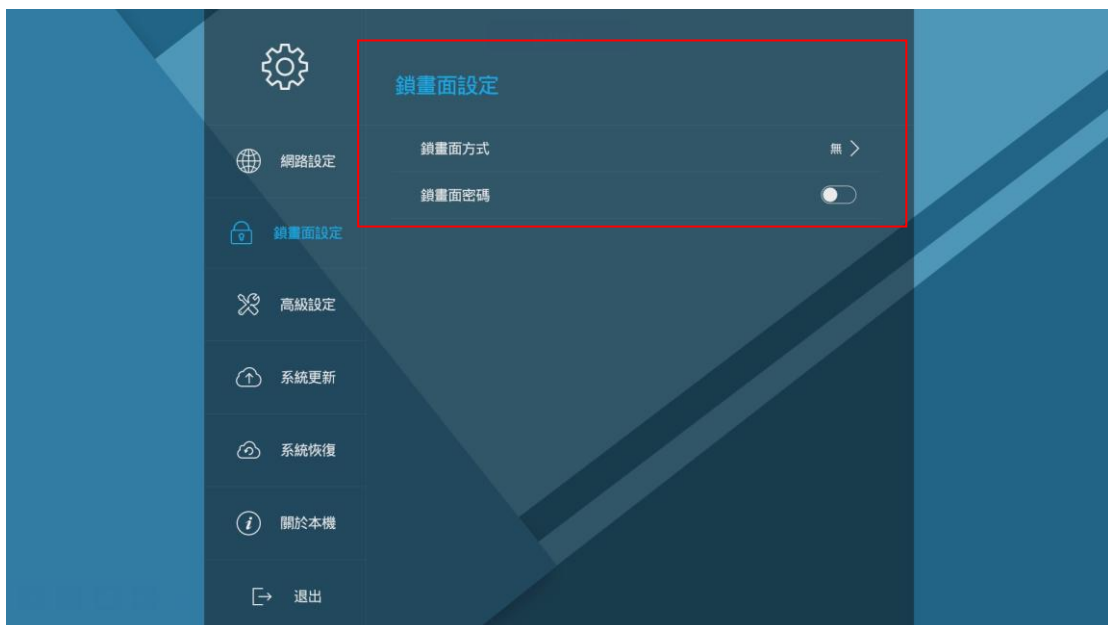 鎖畫面設定
鎖畫面方式 無
鎖畫面密碼
網路設定
鎖畫面設定
高級設定
系統更新
系統恢復
關於本機
退出